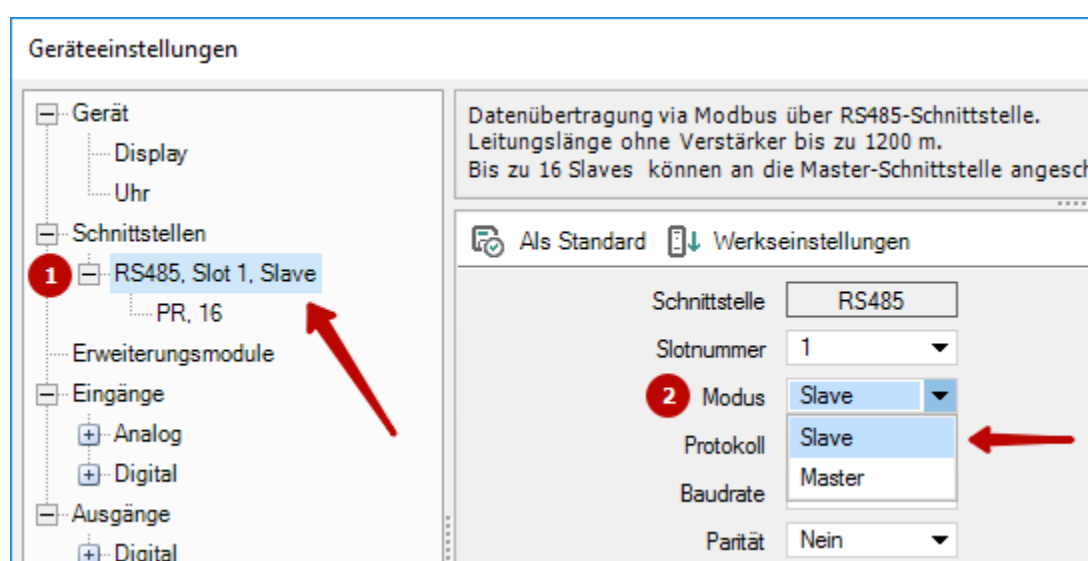 Geräteeinstellungen
Gerät
Display
Uhr
Schnittstellen
1 RS485, Slot 1, Slave
PR, 16
Erweiterungsmodule
Eingänge
Analog
Digital
Ausgänge
Digital
Datenübertragung via Modbus über RS485-Schnittstelle.
Leitungslänge ohne Verstärker bis zu 1200 m.
Bis zu 16 Slaves können an die Master-Schnittstelle angesch
Als Standard Werkseinstellungen
Schnittstelle RS485
Slotnummer 1
2 Modus Slave
Protokoll Slave
Master
Baudrate
Parität Nein